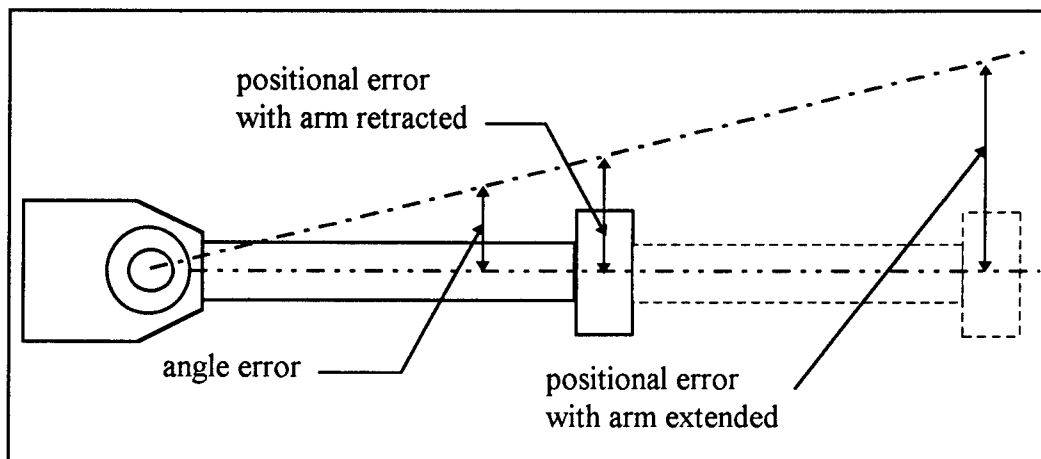 positional error
with arm retracted
angle error
positional error
with arm extended